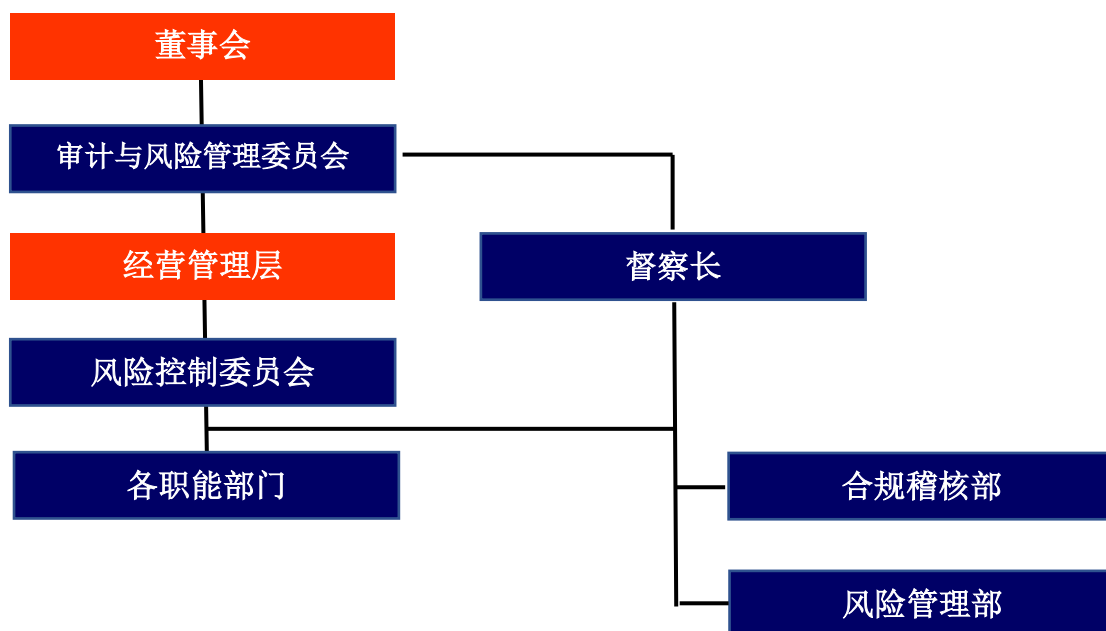 董事会
审计与风险管理委员会
经营管理层
督察长
风险控制委员会
各职能部门
合规稽核部
风险管理部